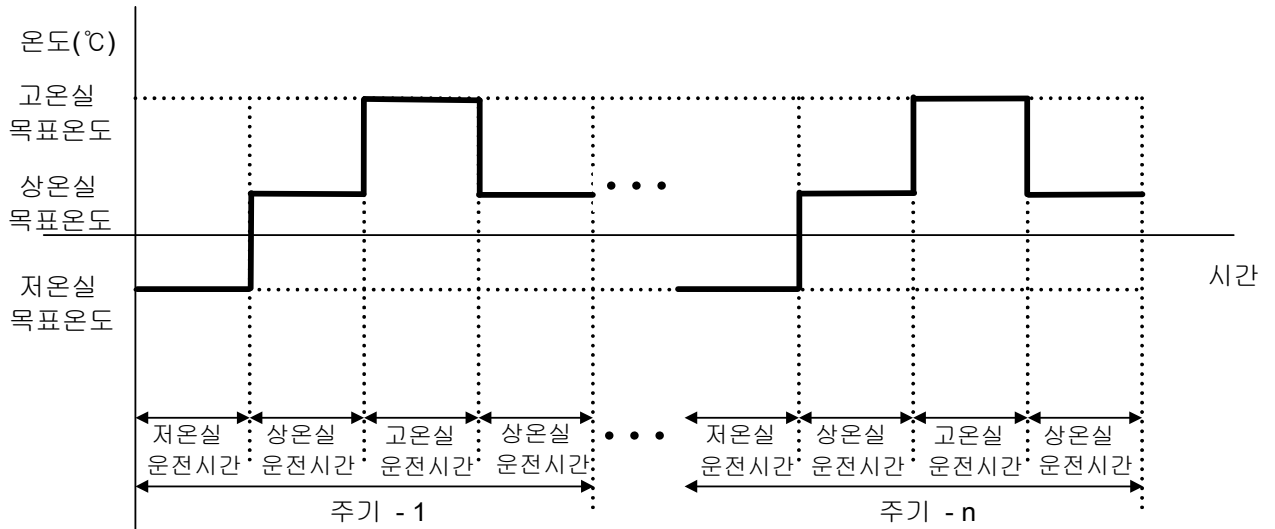 온도(℃)
고온실
목표온도
상온실
목표온도
저온실
목표온도
시간
저온실
운전시간
상온실
운전시간
고온실
운전시간
상온실
운전시간
저온실
운전시간
상온실
운전시간
고온실
운전시간
상온실
운전시간
주기 - 1
주기 - n